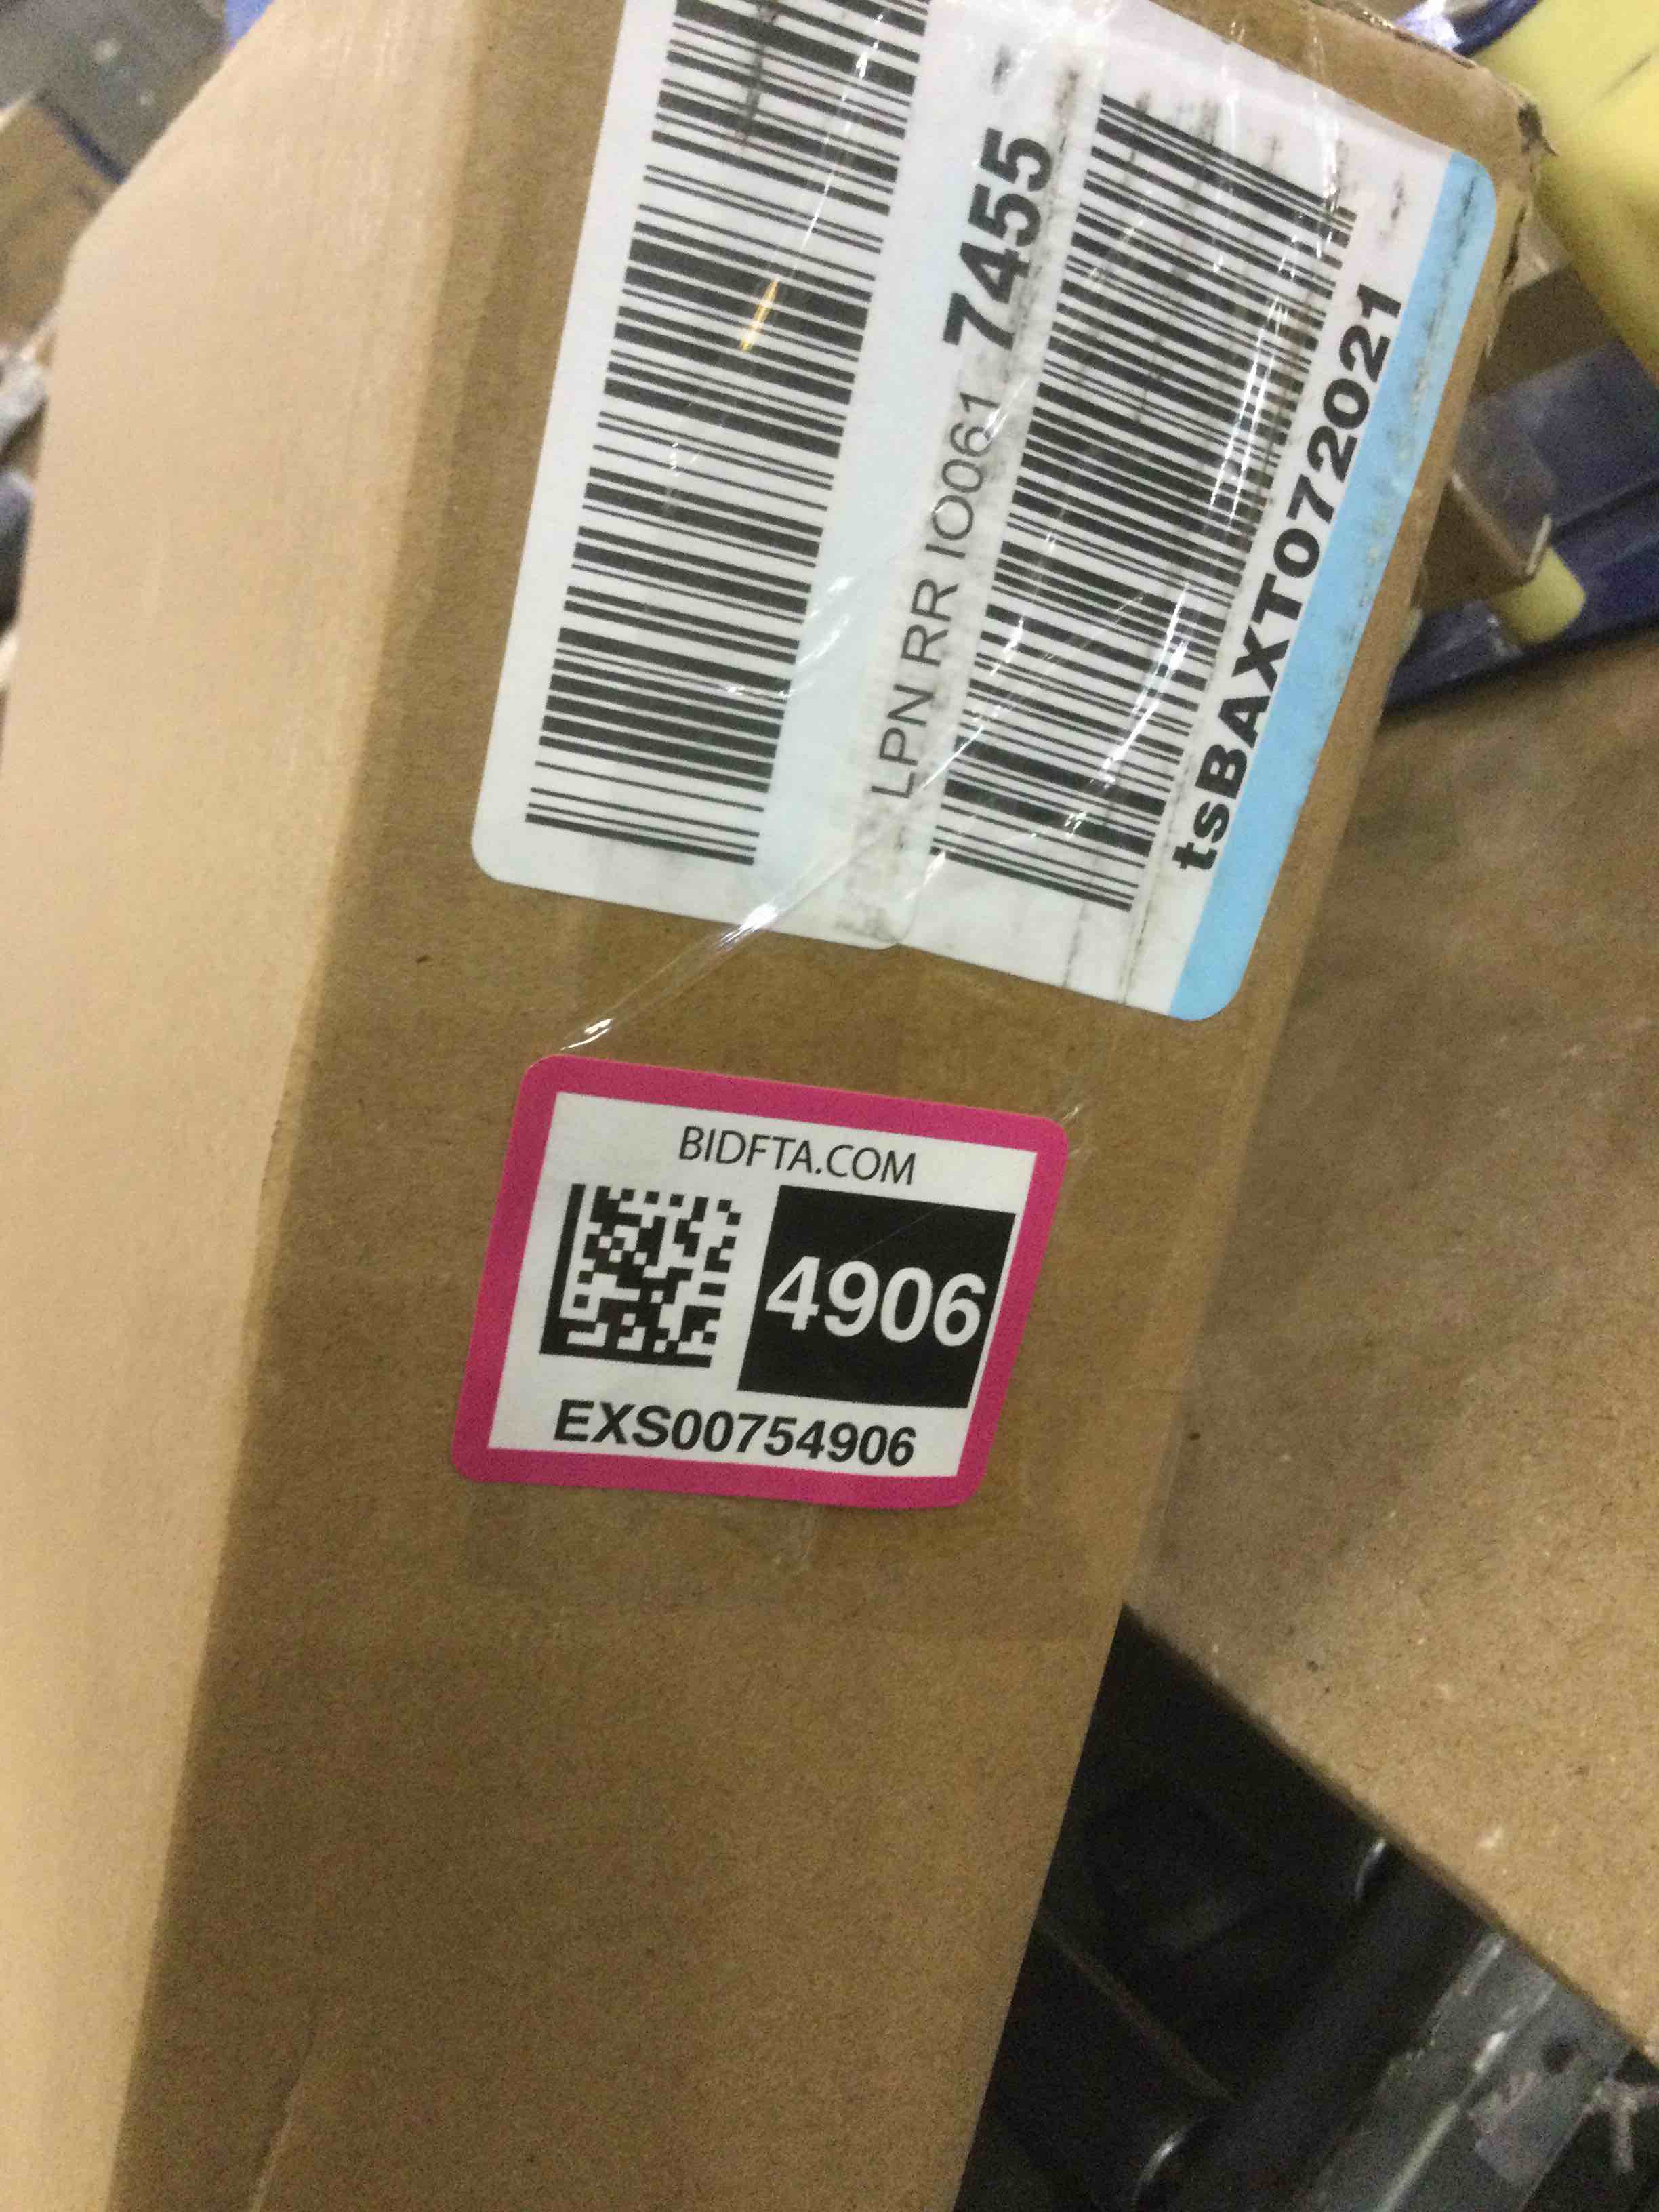 LPN RR IO061 7455
tsBAXT072021
BIDFTA.COM
4906
EXS00754906